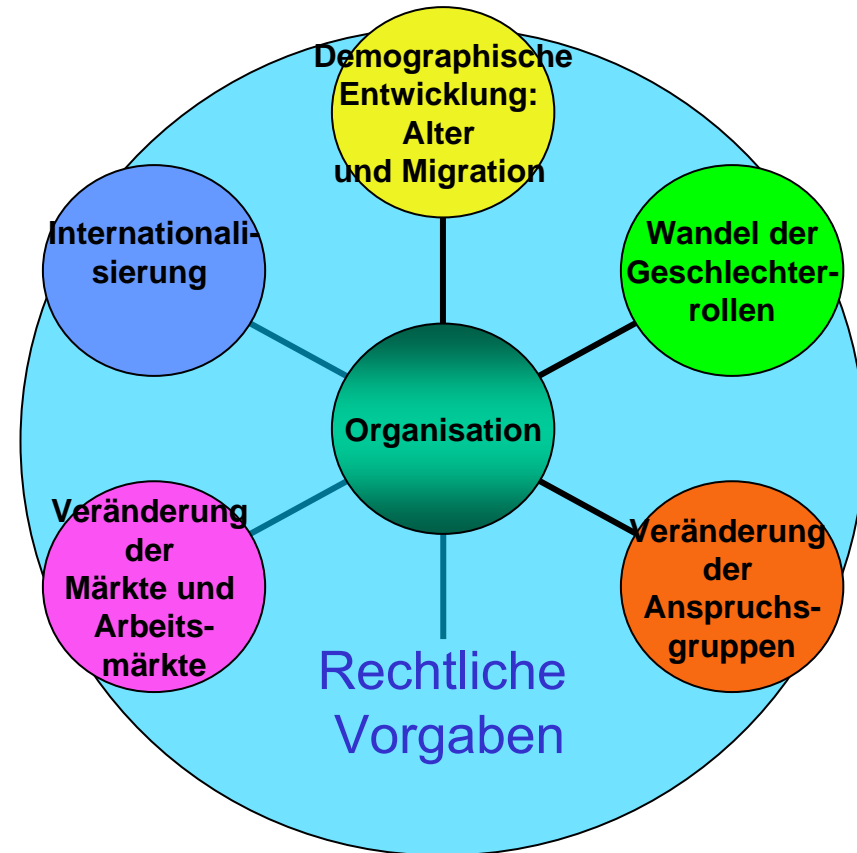 Demographische
Entwicklung:
Alter
und Migration
Internationali-
sierung
Wandel der
Geschlechter-
rollen
Organisation
Veränderung
der
Märkte und
Arbeits-
märkte
Veränderung
der
Anspruchs-
gruppen
Rechtliche
Vorgaben